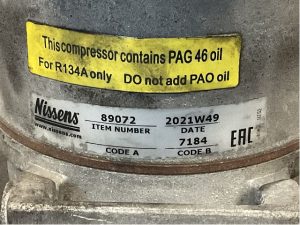 This compressor contains PAG 46 oil
For R134A only DO not add PAO oil
Nissens
www.nissens.com
89072 2021W49
ITEM NUMBER DATE
7184
CODE A CODE B
EAC